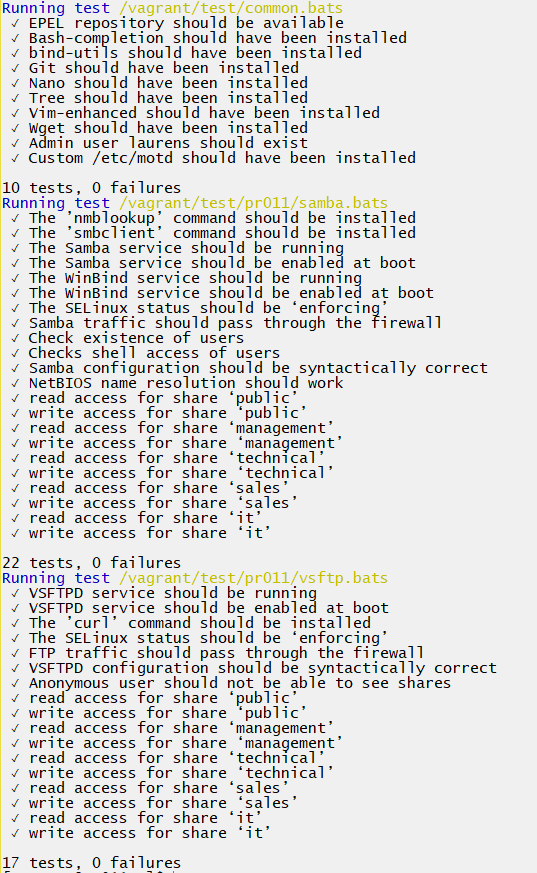 Running test /vagrant/test/common.bats
✓ EPEL repository should be available
✓ Bash-completion should have been installed
✓ bind-utils should have been installed
✓ Git should have been installed
✓ Nano should have been installed
✓ Tree should have been installed
✓ Vim-enhanced should have been installed
✓ Wget should have been installed
✓ Admin user laurens should exist
✓ Custom /etc/motd should have been installed
10 tests, 0 failures
Running test /vagrant/test/pr011/samba.bats
✓ The ’nmblookup’ command should be installed
✓ The ’smbclient’ command should be installed
✓ The Samba service should be running
✓ The Samba service should be enabled at boot
✓ The WinBind service should be running
✓ The WinBind service should be enabled at boot
✓ The SELinux status should be ‘enforcing’
✓ Samba traffic should pass through the firewall
✓ Check existence of users
✓ Checks shell access of users
✓ Samba configuration should be syntactically correct
✓ NetBIOS name resolution should work
✓ read access for share ‘public’
✓ write access for share ‘public’
✓ read access for share ‘management’
✓ write access for share ‘management’
✓ read access for share ‘technical’
✓ write access for share ‘technical’
✓ read access for share ‘sales’
✓ write access for share ‘sales’
✓ read access for share ‘it’
✓ write access for share ‘it’
22 tests, 0 failures
Running test /vagrant/test/pr011/vsftp.bats
✓ VSFTPD service should be running
✓ VSFTPD service should be enabled at boot
✓ The ’curl’ command should be installed
✓ The SELinux status should be ‘enforcing’
✓ FTP traffic should pass through the firewall
✓ VSFTPD configuration should be syntactically correct
✓ Anonymous user should not be able to see shares
✓ read access for share ‘public’
✓ write access for share ‘public’
✓ read access for share ‘management’
✓ write access for share ‘management’
✓ read access for share ‘technical’
✓ write access for share ‘technical’
✓ read access for share ‘sales’
✓ write access for share ‘sales’
✓ read access for share ‘it’
✓ write access for share ‘it’
17 tests, 0 failures